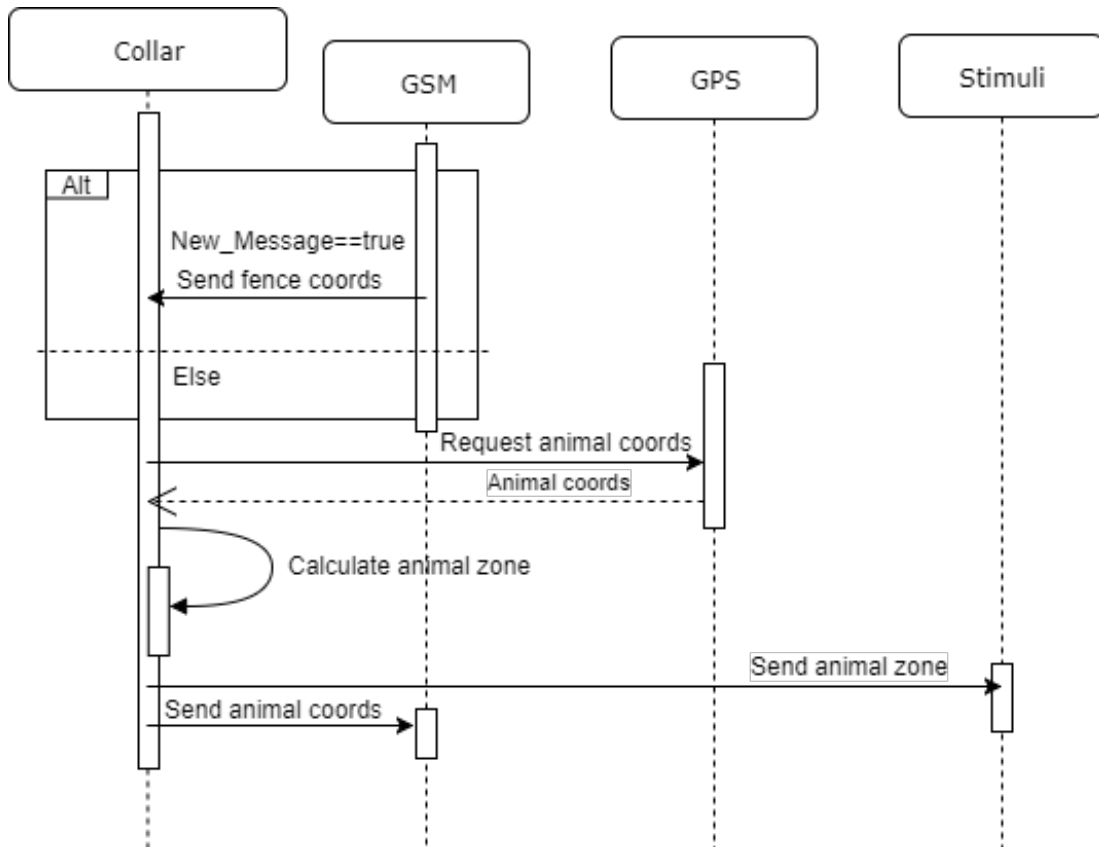 Collar
GSM
GPS
Stimuli
Alt
New_Message==true
Send fence coords
Else
Request animal coords
Animal coords
Calculate animal zone
Send animal zone
Send animal coords